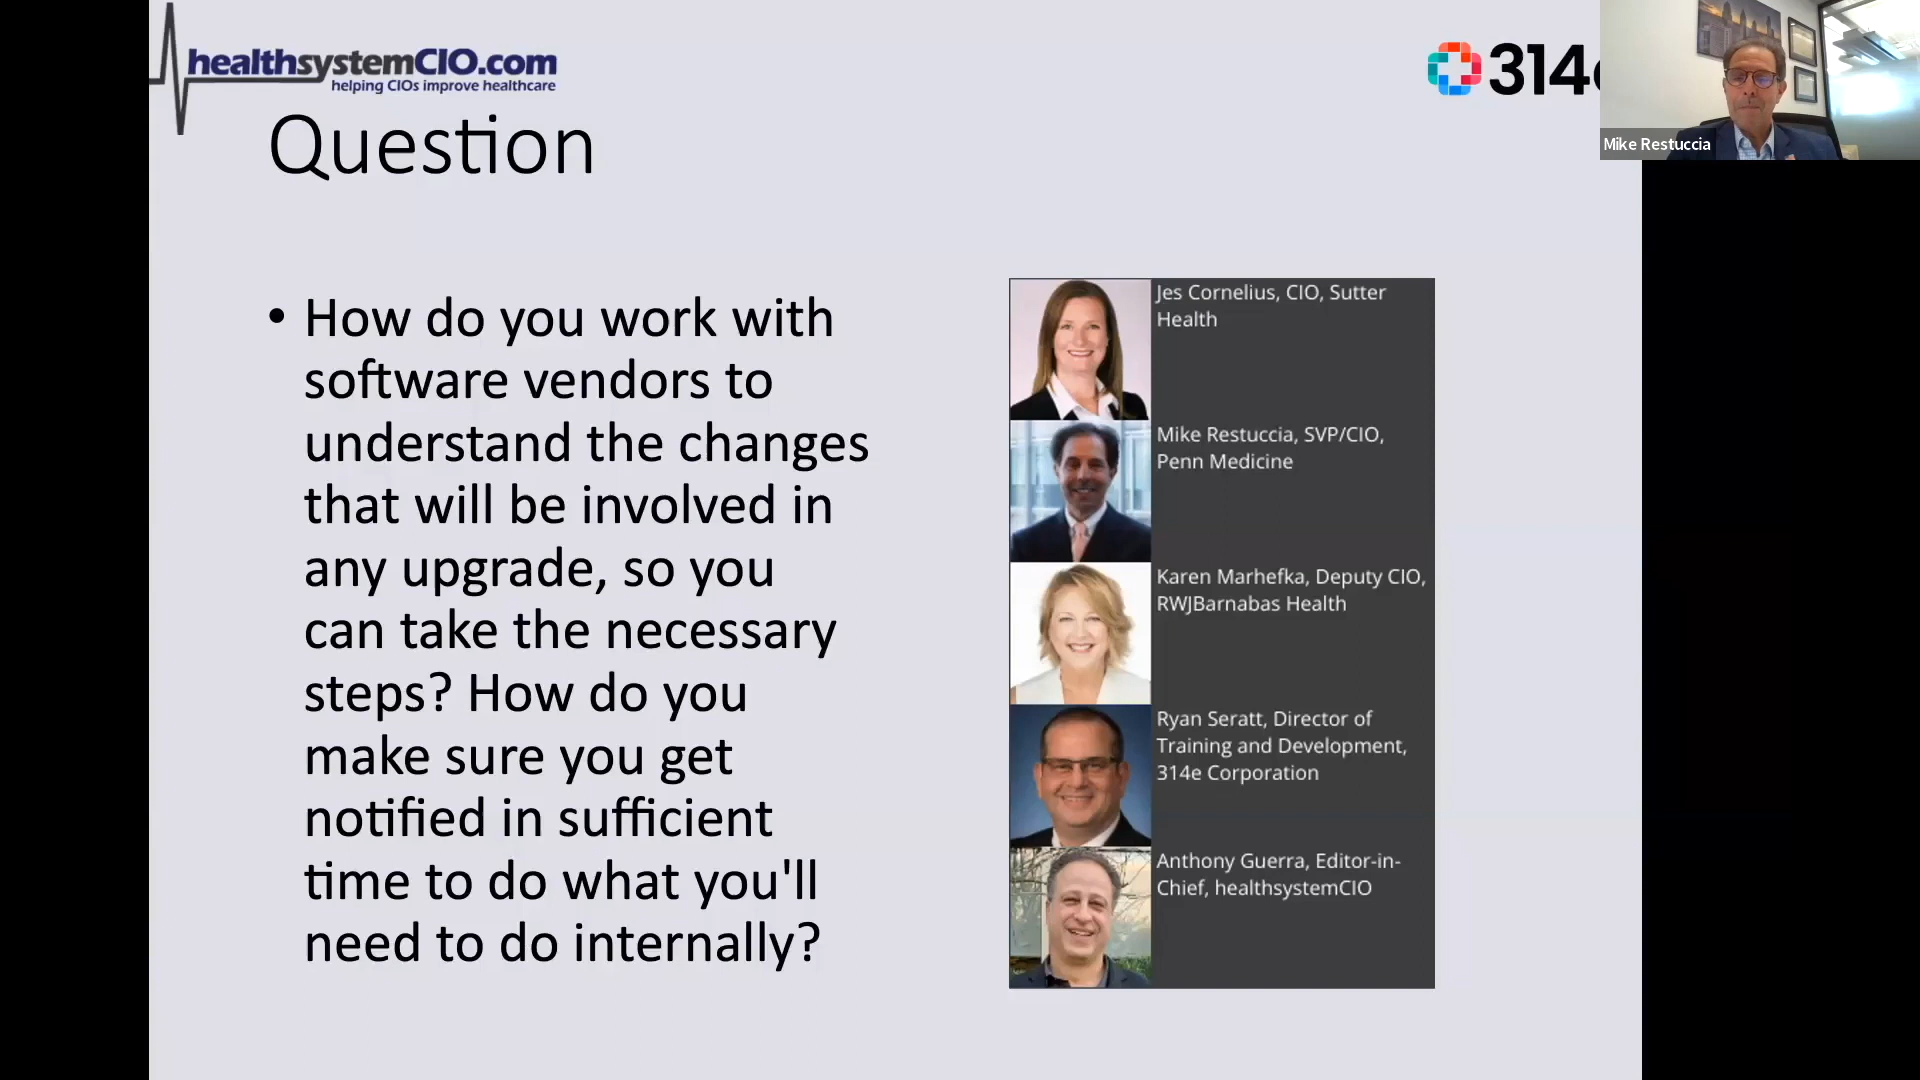 healthsystemCIO.com
helping CIOs improve healthcare
314e
Mike Restuccia
Question
• How do you work with
software vendors to
understand the changes
that will be involved in
any upgrade, so you
can take the necessary
steps? How do you
make sure you get
notified in sufficient
time to do what you'll
need to do internally?
Jes Cornelius, CIO, Sutter
Health
Mike Restuccia, SVP/CIO,
Penn Medicine
Karen Marhefka, Deputy CIO,
RWJBarnabas Health
Ryan Seratt, Director of
Training and Development,
314e Corporation
Anthony Guerra, Editor-in-
Chief, healthsystemCIO